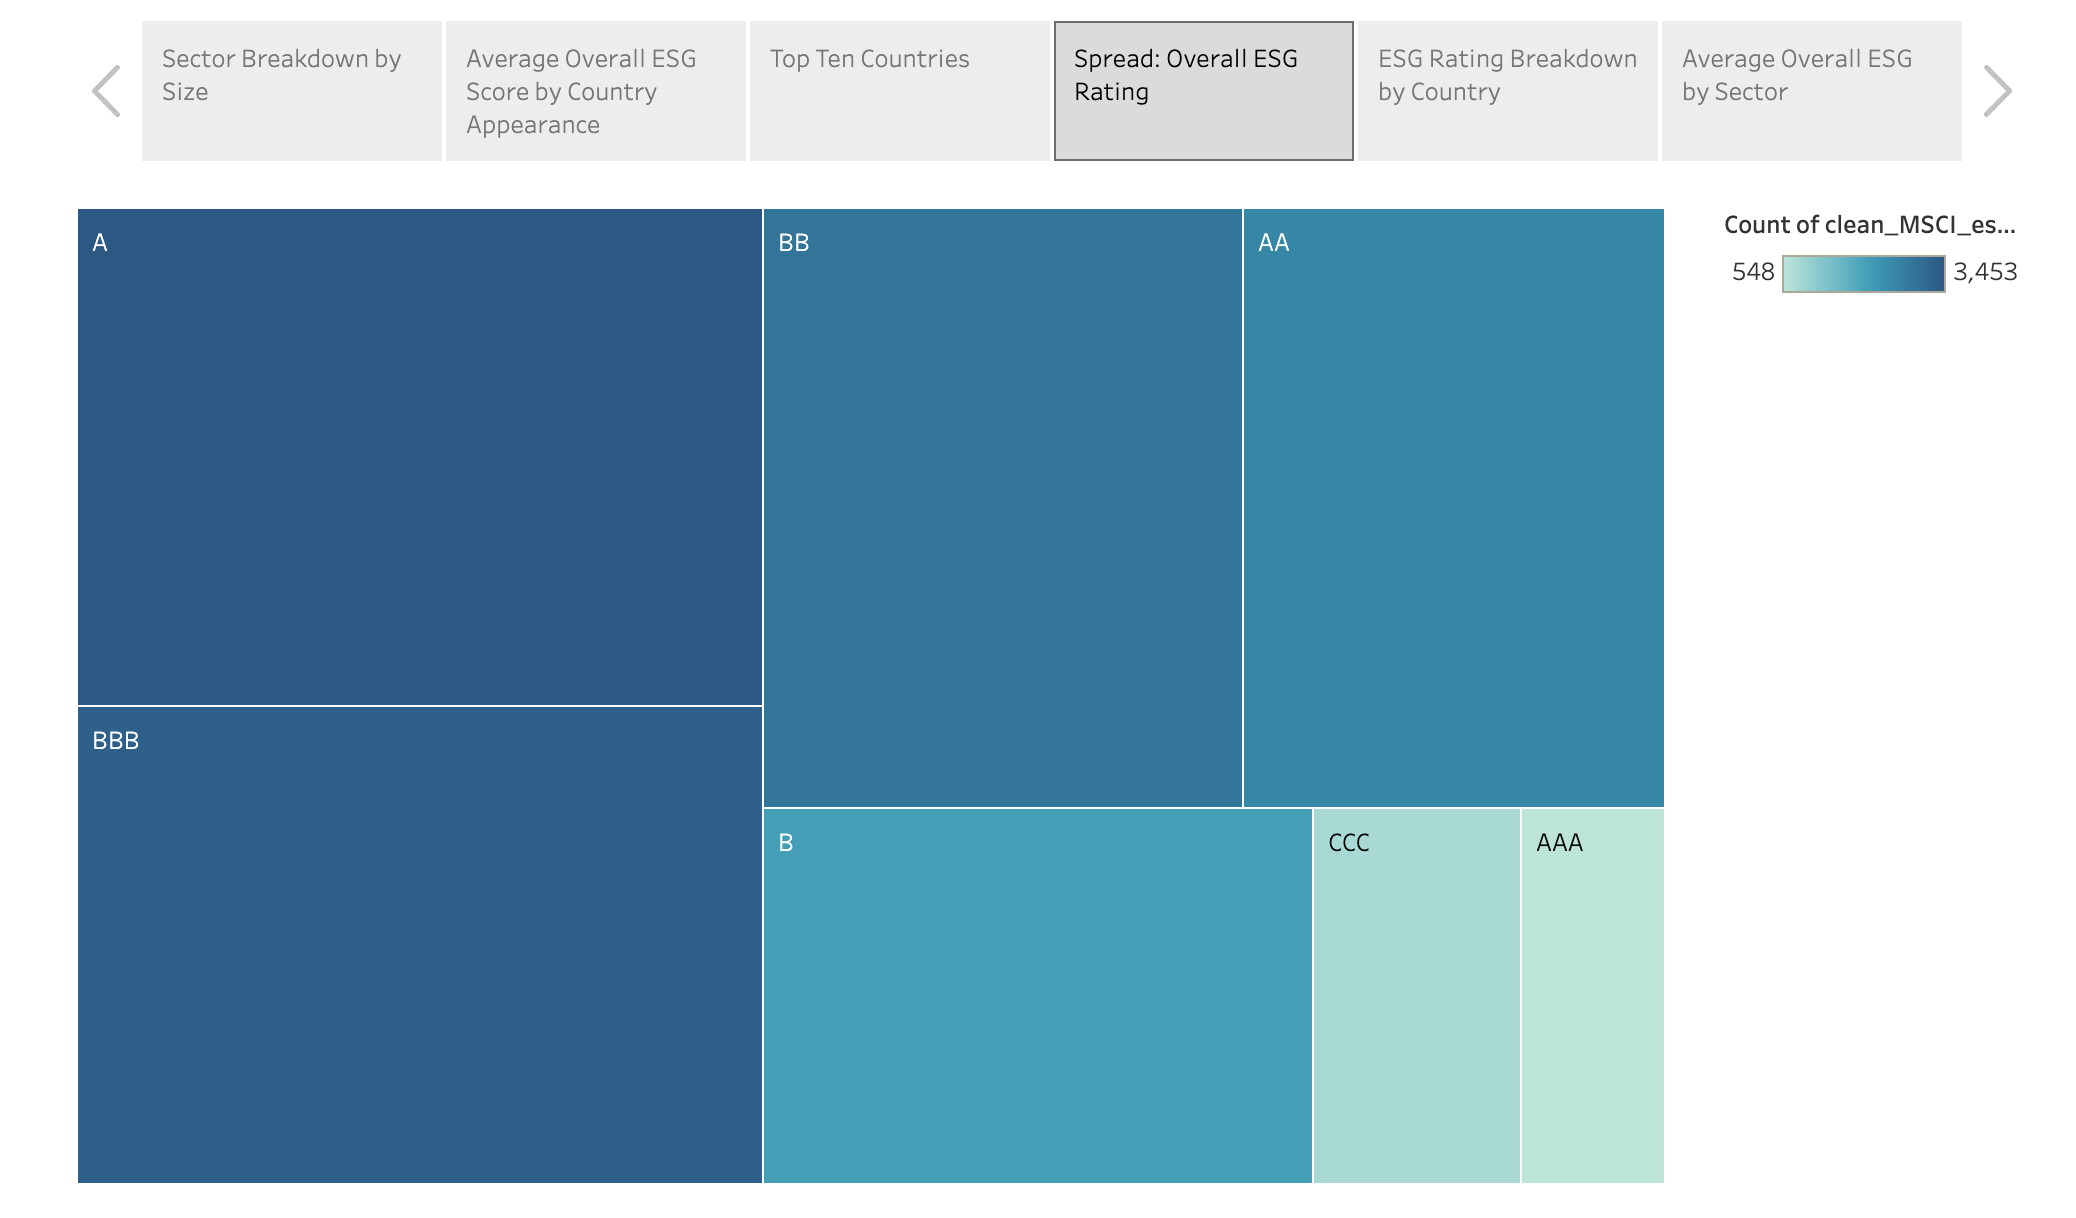 Sector Breakdown by
Size
Average Overall ESG
Score by Country
Appearance
Top Ten Countries
Spread: Overall ESG
Rating
ESG Rating Breakdown
by Country
Average Overall ESG
by Sector
A
BB
AA
Count of clean_MSCI_es...
548
3,453
BBB
B
CCC
AAA